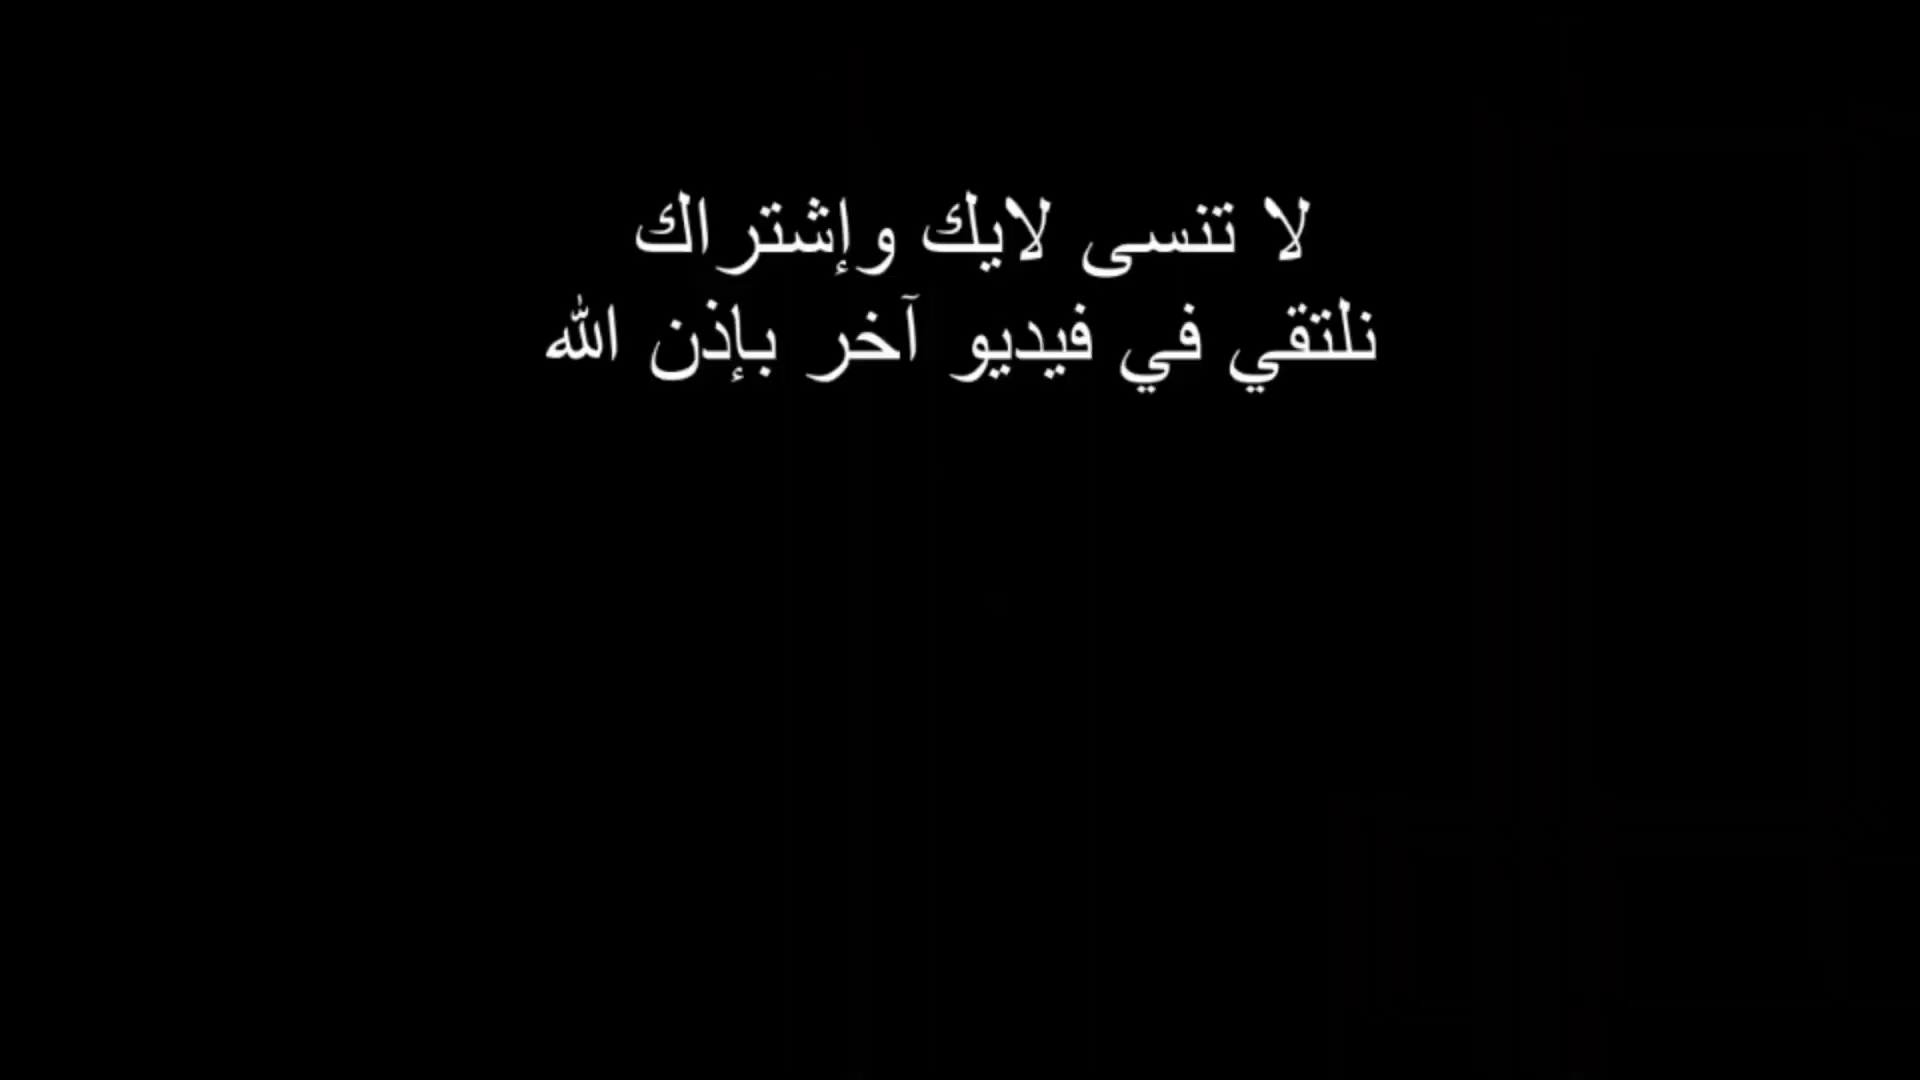 لا تنسى لايك وإشتراك
نلتقي في فيديو آخر بإذن الله